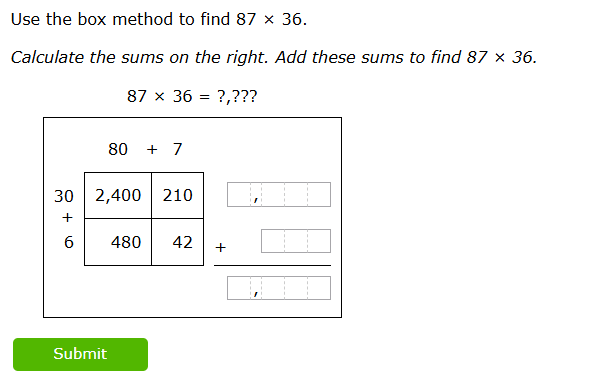 Use the box method to find 87 × 36.
Calculate the sums on the right. Add these sums to find 87 × 36.
87 × 36 = ?,???
80 + 7
30 2,400 210 ,
+
6 480 42 +
,
Submit